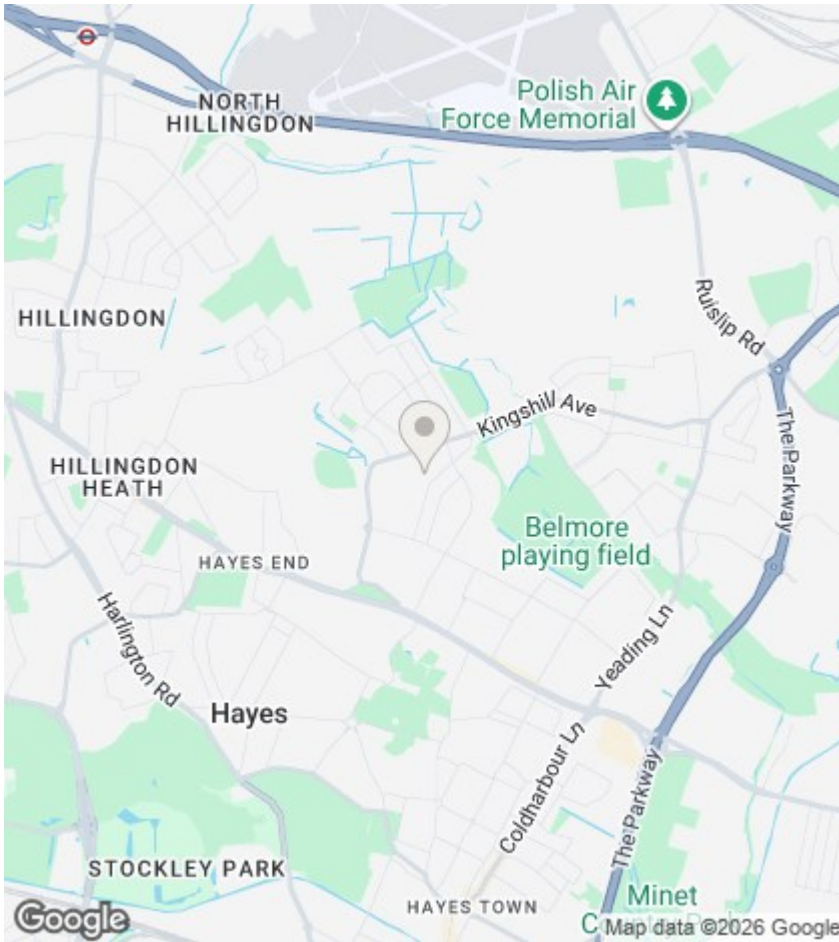 NORTH
HILLINGDON
Polish Air
Force Memorial
HILLINGDON
Ruislip Rd
Kingshill Ave
The Parkway
HILLINGDON
HEATH
Belmore
playing field
HAYES END
Harlington Rd
Yeading Ln
Hayes
Coldharbour Ln
The Parkway
STOCKLEY PARK
HAYES TOWN
Minet
Google
Map data ©2026 Google